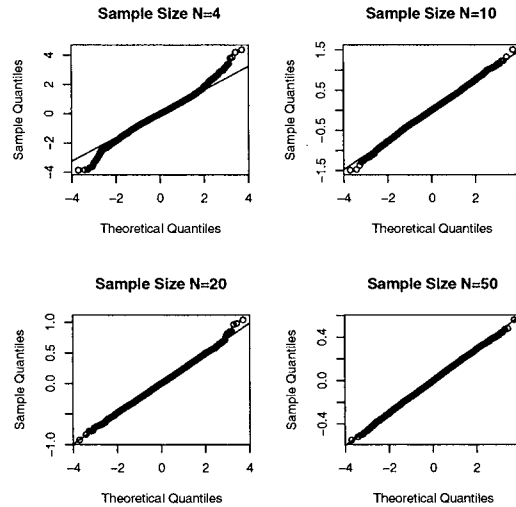 Sample Size N=4
Sample Quantiles
4
2
0
-2
-4
-4 -2 0 2 4
Theoretical Quantiles
Sample Size N=10
Sample Quantiles
1.5
0.5
-0.5
-1.5
-4 -2 0 2
Theoretical Quantiles
Sample Size N=20
Sample Quantiles
1.0
0.5
0.0
-1.0
-4 -2 0 2 4
Theoretical Quantiles
Sample Size N=50
Sample Quantiles
0.4
0.0
-0.4
-4 -2 0 2
Theoretical Quantiles